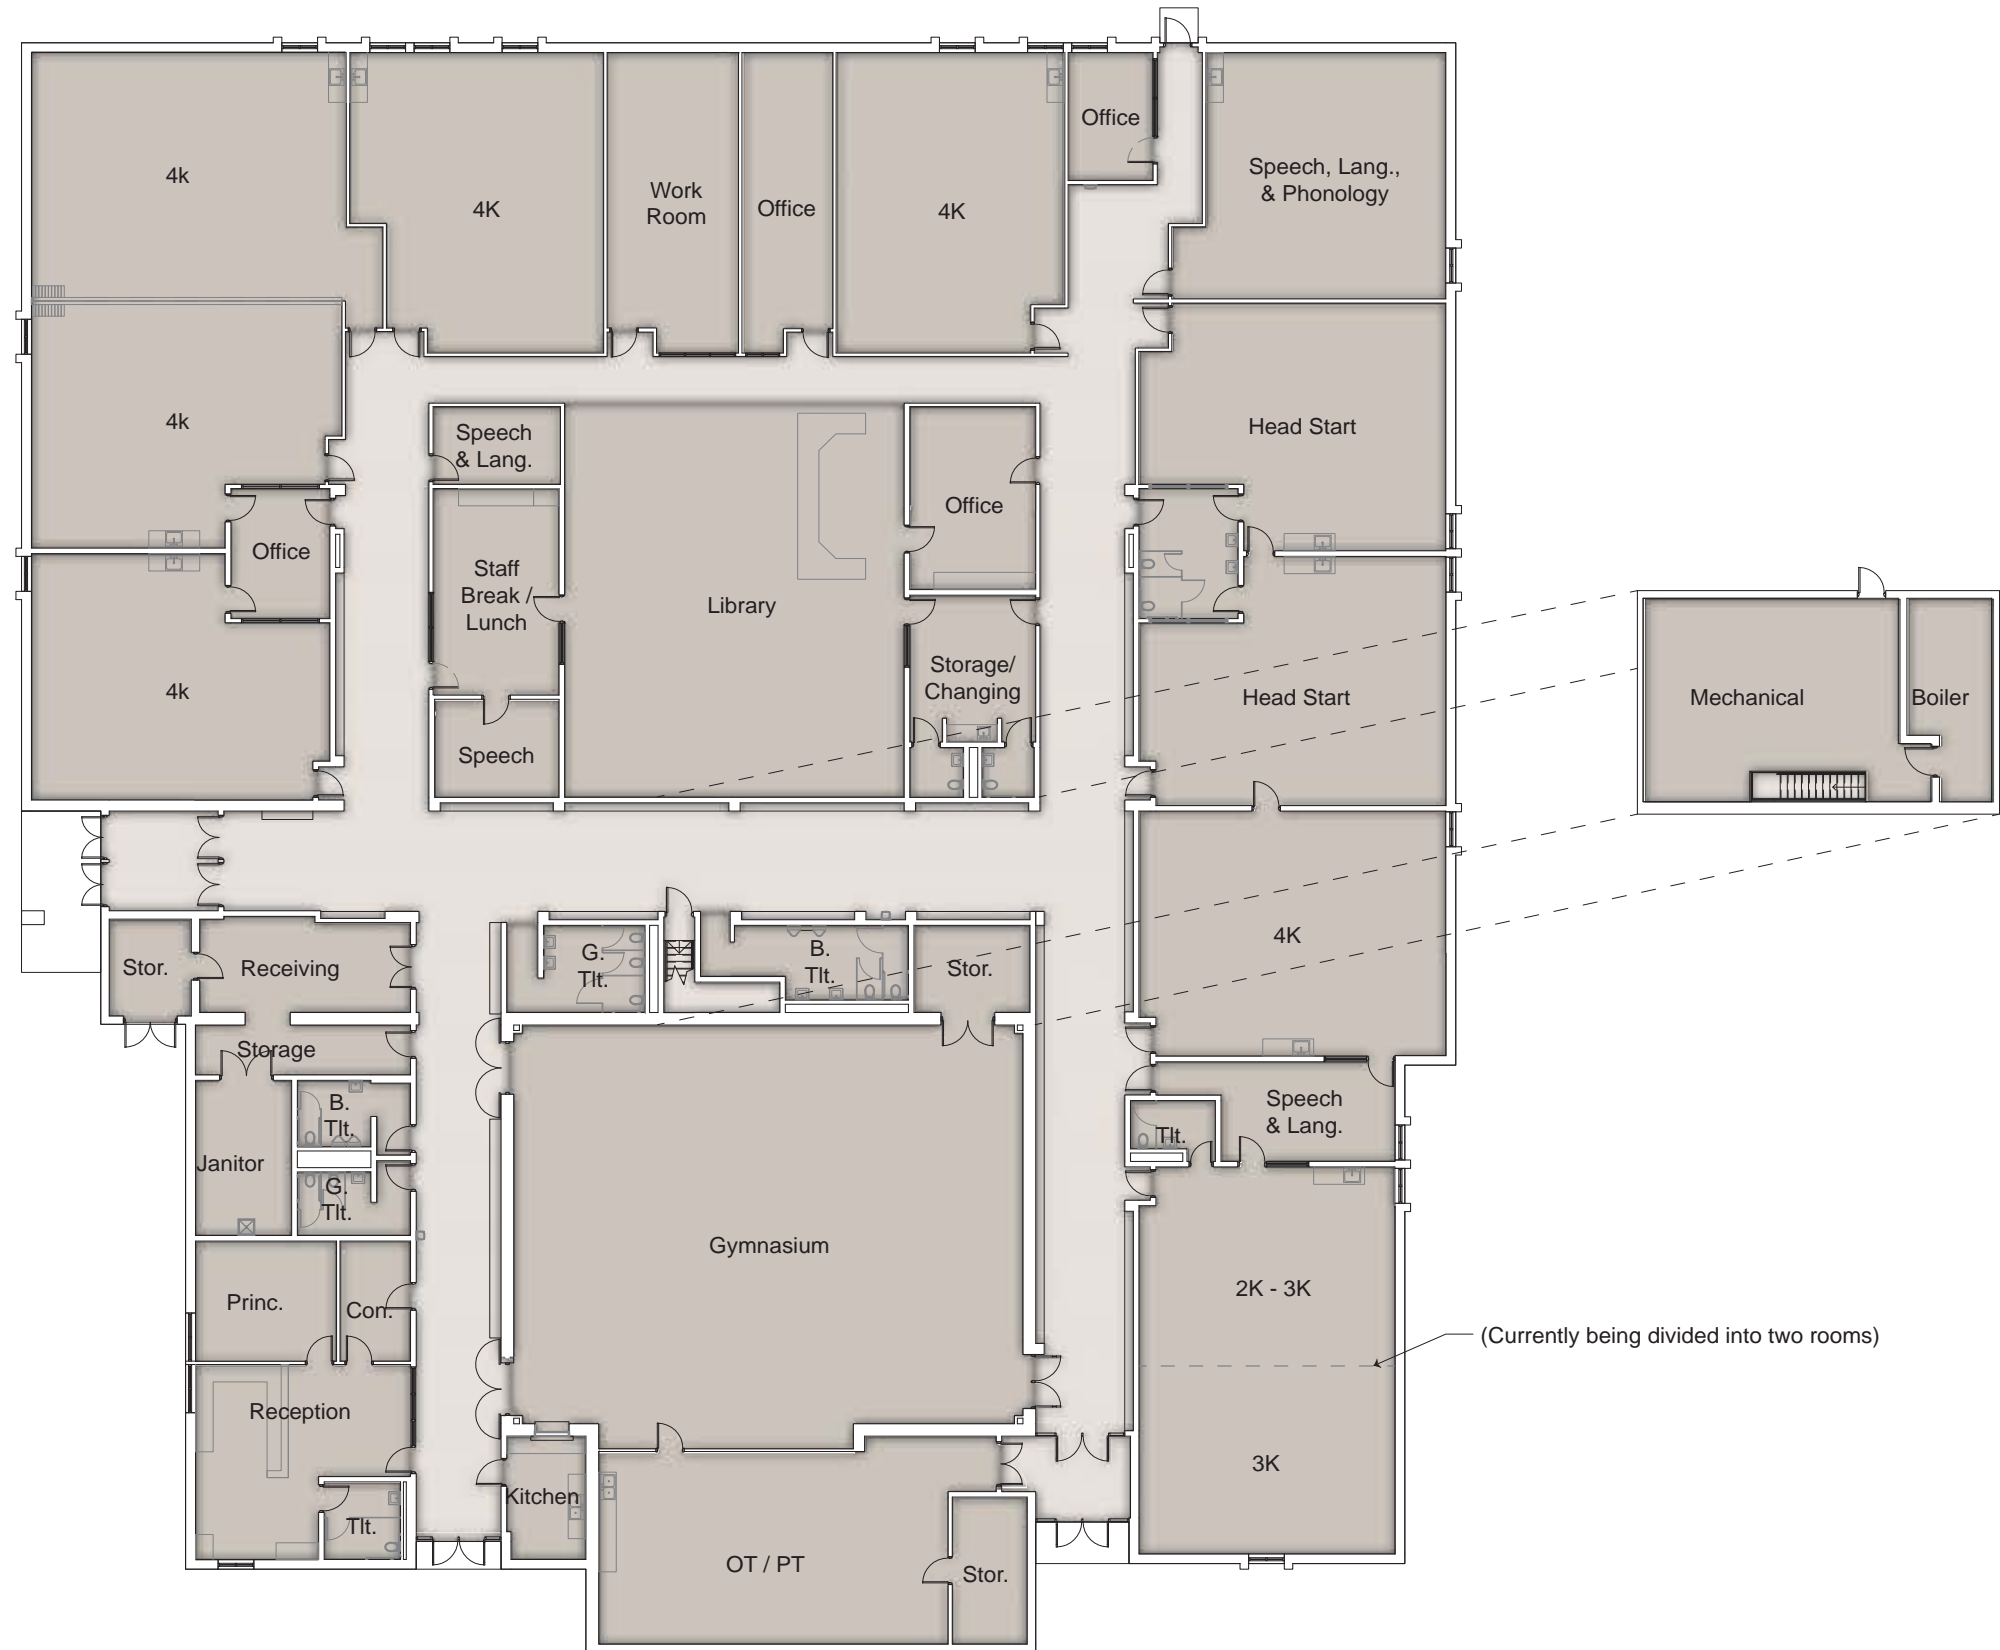 Office
4k
4K
Work
Room
Office
4K
Speech, Lang.,
& Phonology
4k
Speech
& Lang.
Head Start
Office
Office
Staff
Break /
Lunch
Library
Storage/
Changing
4k
Head Start
Mechanical
Boiler
Speech
Stor.
Receiving
G.
Tlt.
B.
Tlt.
Stor.
4K
Storage
B.
Tlt.
Janitor
G.
Tlt.
Speech
& Lang.
Tlt.
Gymnasium
2K - 3K
Princ.
Con.
(Currently being divided into two rooms)
Reception
3K
Kitchen
Tlt.
OT / PT
Stor.